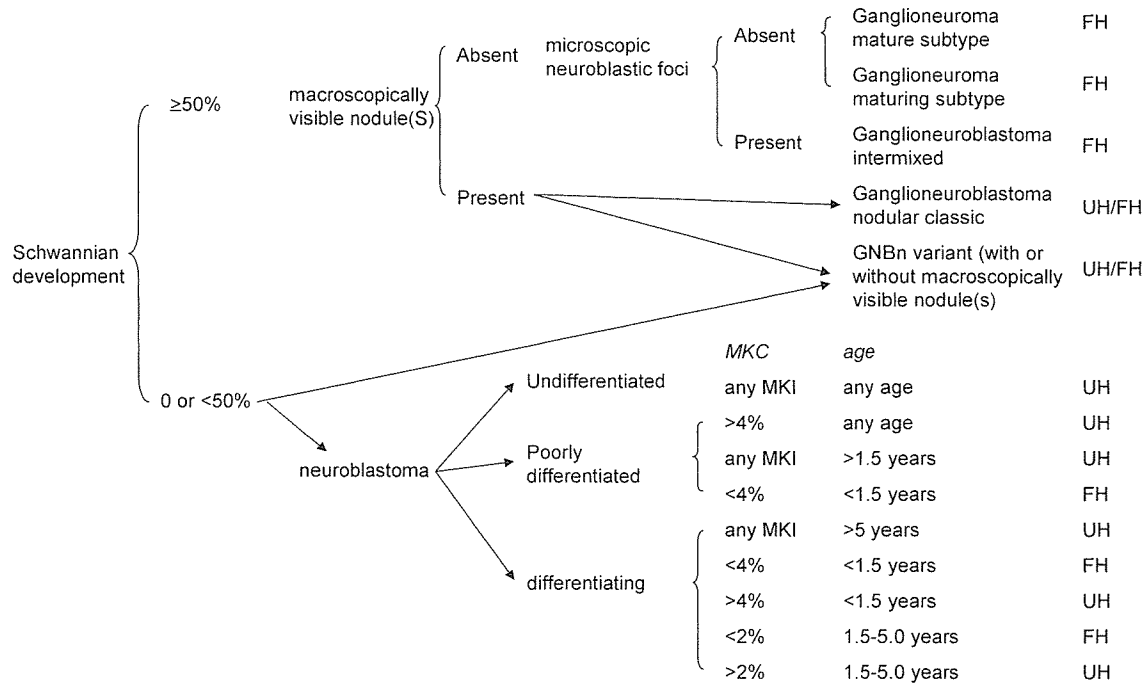 Schwannian
development
≥50%
macroscopically
visible nodule(S)
Absent
microscopic
neuroblastic foci
Absent
Ganglioneuroma
mature subtype
FH
Ganglioneuroma
maturing subtype
FH
Present
Ganglioneuroblastoma
intermixed
FH
Present
Ganglioneuroblastoma
nodular classic
UH/FH
GNBn variant (with or
without macroscopically
visible nodule(s)
UH/FH
0 or <50%
neuroblastoma
MKC age
Undifferentiated
any MKI any age UH
Poorly
differentiated
>4% any age UH
any MKI >1.5 years UH
<4% <1.5 years FH
differentiating
any MKI >5 years UH
<4% <1.5 years FH
>4% <1.5 years UH
<2% 1.5-5.0 years FH
>2% 1.5-5.0 years UH